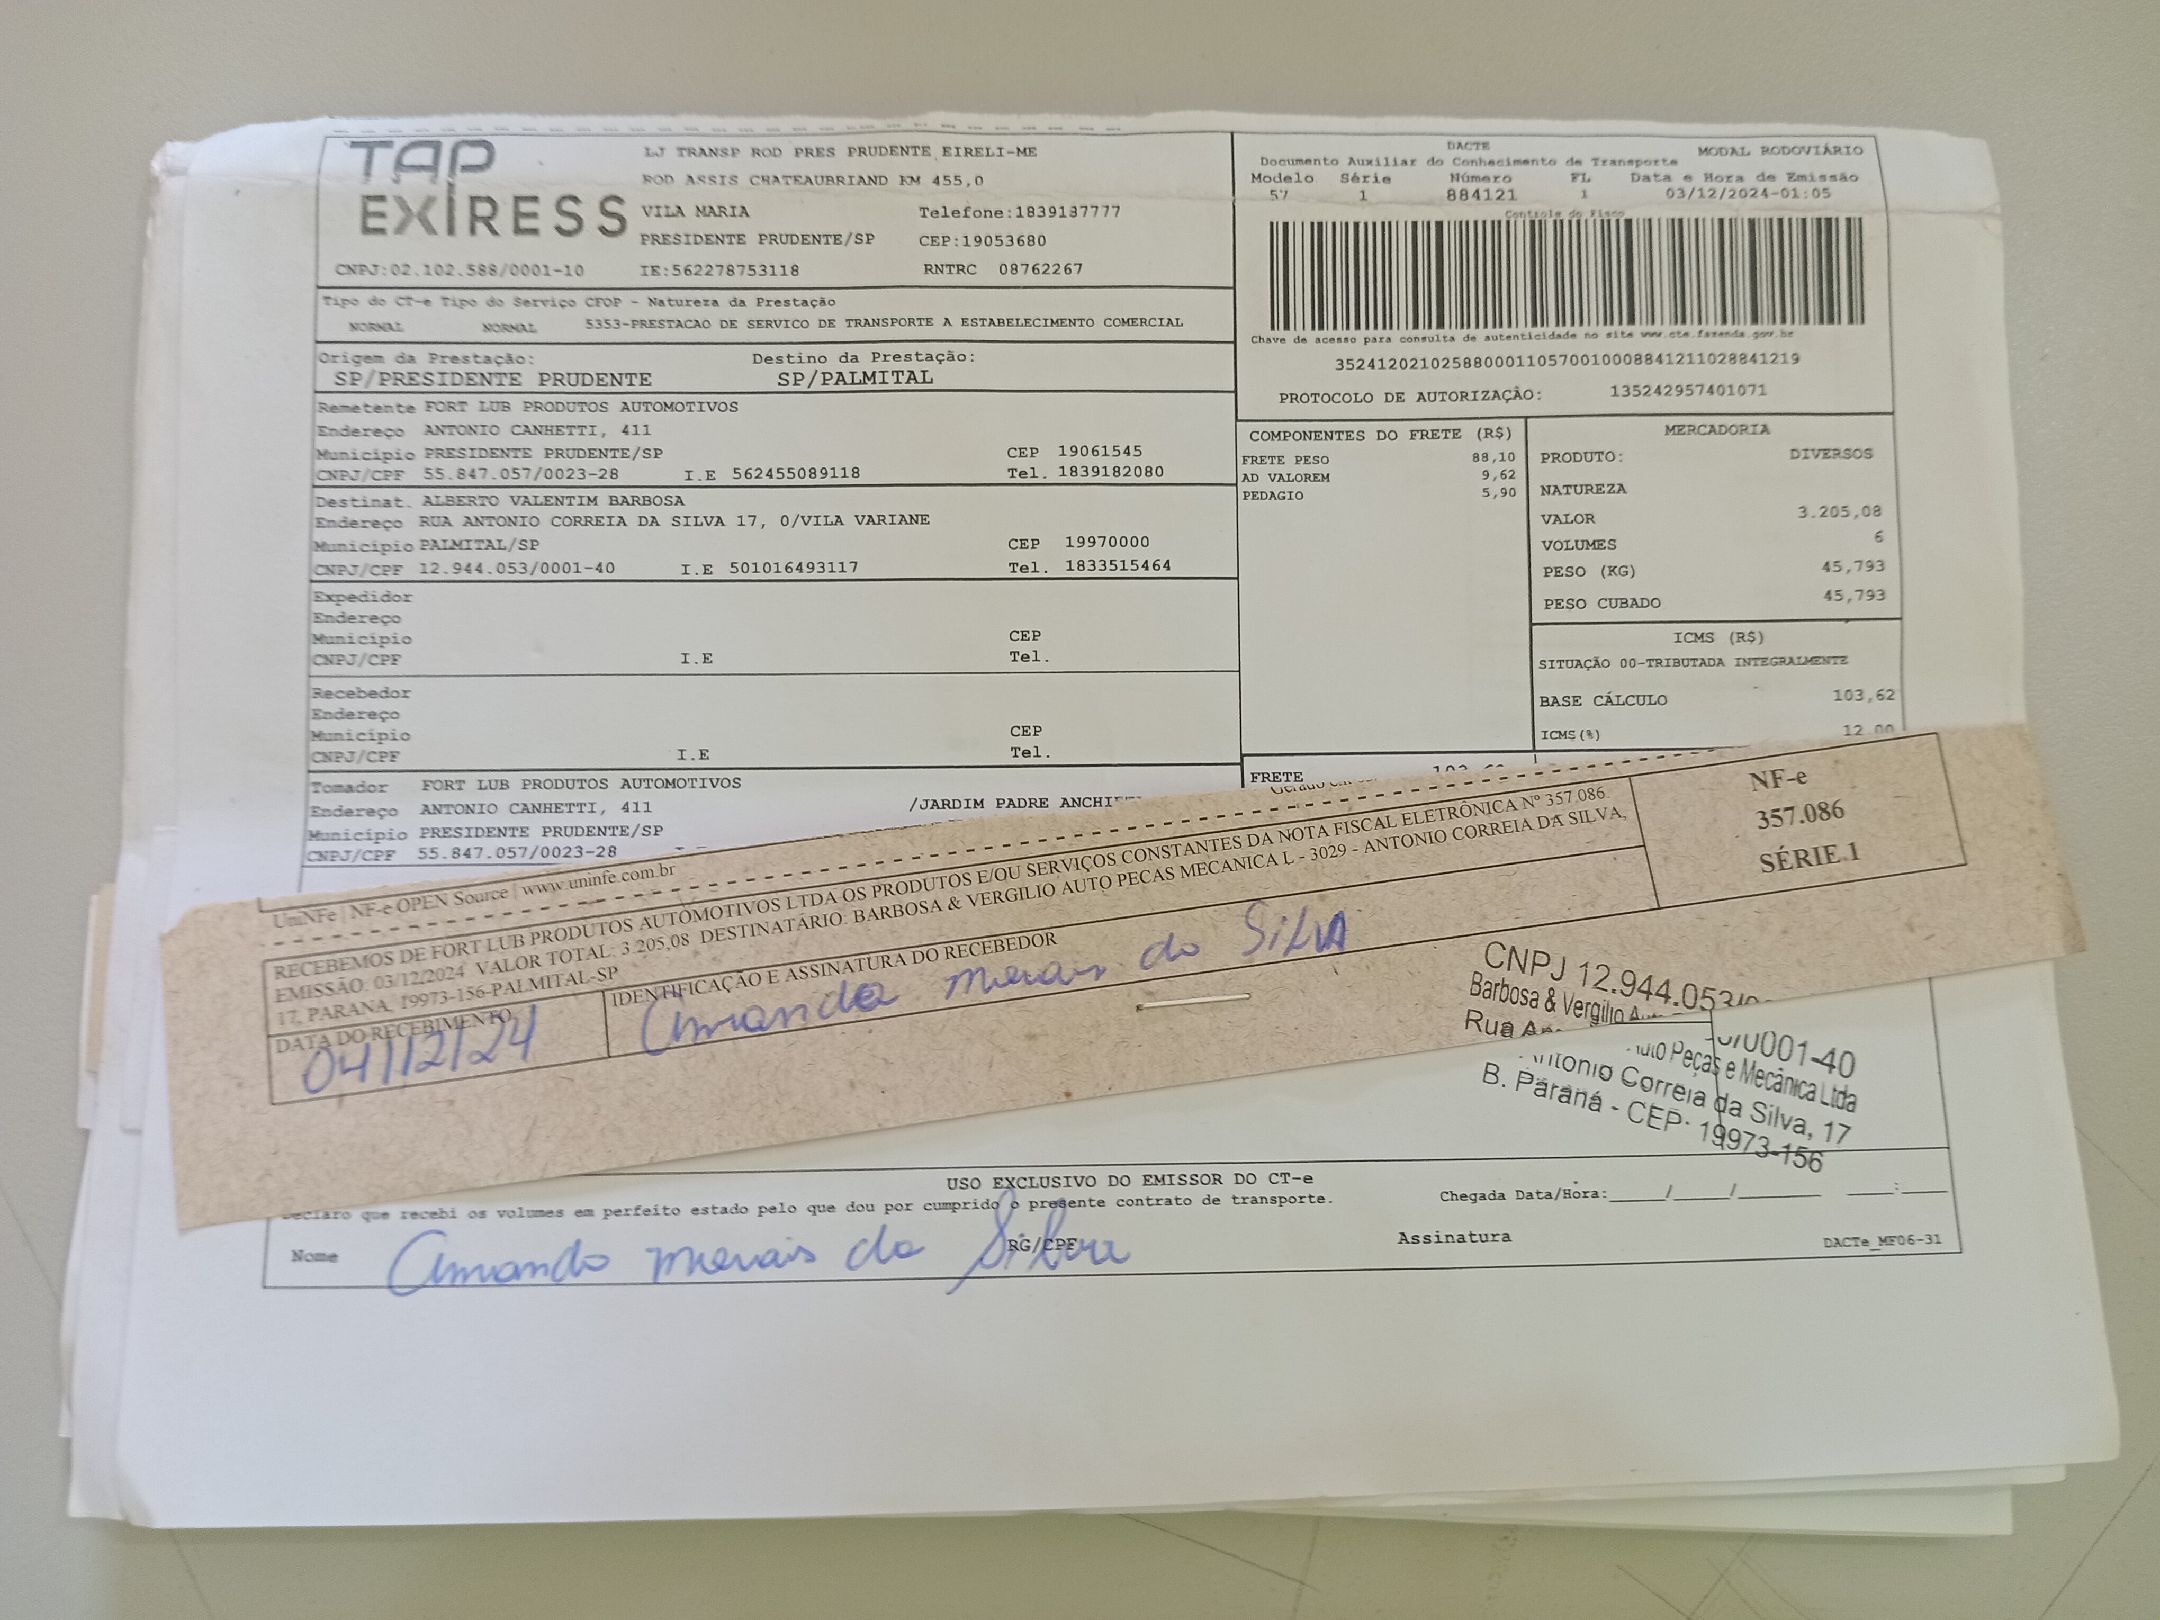 TAP
EXIRESS
LJ TRANSP ROD PRES PRUDENTE EIRELI-ME
ROD ASSIS CHATEAUBRIAND KM 455,0
VILA MARIA Telefone:1839187777
PRESIDENTE PRUDENTE/SP CEP:19053680
CNPJ:02.102.588/0001-10 IE:562278753118 RNTRC 08762267
DACTE
Documento Auxiliar do Conhecimento de Transporte MODAL RODOVIÁRIO
Modelo Série Número FL Data e Hora de Emissão
57 1 884121 1 03/12/2024-01:05
Controle do Fisco
Chave de acesso para consulta de autenticidade no site www.cte.fazenda.gov.br
35241202102588000110570010008841211028841219
PROTOCOLO DE AUTORIZAÇÃO: 135242957401071
Tipo do CT-e Tipo do Serviço CFOP - Natureza da Prestação
NORMAL NORMAL 5353-PRESTACAO DE SERVICO DE TRANSPORTE A ESTABELECIMENTO COMERCIAL
Origem da Prestação: Destino da Prestação:
SP/PRESIDENTE PRUDENTE SP/PALMITAL
Remetente FORT LUB PRODUTOS AUTOMOTIVOS
Endereço ANTONIO CANHETTI, 411
Município PRESIDENTE PRUDENTE/SP CEP 19061545
CNPJ/CPF 55.847.057/0023-28 I.E 562455089118 Tel. 1839182080
Destinat. ALBERTO VALENTIM BARBOSA
Endereço RUA ANTONIO CORREIA DA SILVA 17, 0/VILA VARIANE
Município PALMITAL/SP CEP 19970000
CNPJ/CPF 12.944.053/0001-40 I.E 501016493117 Tel. 1833515464
Expedidor
Endereço
Município CEP
CNPJ/CPF I.E Tel.
Recebedor
Endereço
Município CEP
CNPJ/CPF I.E Tel.
Tomador FORT LUB PRODUTOS AUTOMOTIVOS
Endereço ANTONIO CANHETTI, 411 /JARDIM PADRE
Município PRESIDENTE PRUDENTE/SP
CNPJ/CPF 55.847.057/0023-28
COMPONENTES DO FRETE (R$)
FRETE PESO 88,10
AD VALOREM 9,62
PEDAGIO 5,90
MERCADORIA
PRODUTO: DIVERSOS
NATUREZA
VALOR 3.205,08
VOLUMES 6
PESO (KG) 45,793
PESO CUBADO 45,793
ICMS (R$)
SITUAÇÃO 00-TRIBUTADA INTEGRALMENTE
BASE CÁLCULO 103,62
ICMS(%) 12,00
FRETE
UniNFe | NF-e OPEN Source | www.uninfe.com.br
RECEBEMOS DE FORT LUB PRODUTOS AUTOMOTIVOS LTDA OS PRODUTOS E/OU SERVIÇOS CONSTANTES DA NOTA FISCAL ELETRÔNICA Nº 357.086.
EMISSÃO: 03/12/2024 VALOR TOTAL: 3.205,08 DESTINATÁRIO: BARBOSA & VERGILIO AUTO PECAS MECANICA L - 3029 - ANTONIO CORREIA DA SILVA,
17, PARANA, 19973-156-PALMITAL-SP
DATA DO RECEBIMENTO
04/12/24
IDENTIFICAÇÃO E ASSINATURA DO RECEBEDOR
Amanda Morais da SiLVA
NF-e
357.086
SÉRIE 1
CNPJ 12.944.053/0001-40
Barbosa & Vergilio Auto Peças e Mecânica Ltda
Rua Antonio Correia da Silva, 17
B. Paraná - CEP: 19973-156
USO EXCLUSIVO DO EMISSOR DO CT-e
Declaro que recebi os volumes em perfeito estado pelo que dou por cumprido o presente contrato de transporte.
Chegada Data/Hora:_____/_____/_______ ____:____
Nome Amanda Morais da Silva RG/CPF Assinatura
DACTe_MF06-31